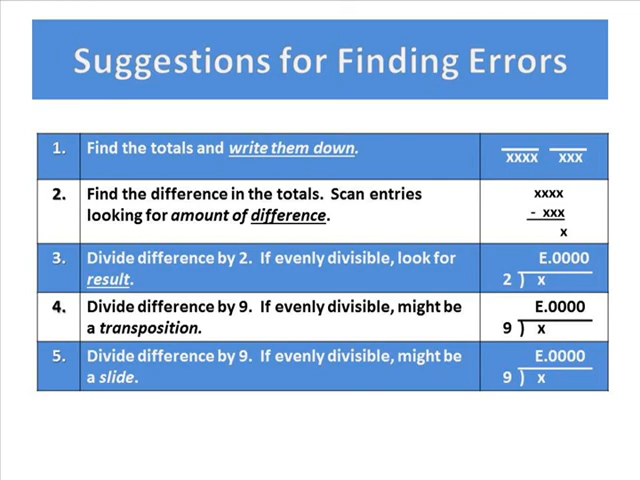 Suggestions for Finding Errors
1. Find the totals and write them down. xxxx xxx
2. Find the difference in the totals. Scan entries
looking for amount of difference.
xxxx
- xxx
x
3. Divide difference by 2. If evenly divisible, look for
result.
E.0000
2 ) x
4. Divide difference by 9. If evenly divisible, might be
a transposition.
E.0000
9 ) x
5. Divide difference by 9. If evenly divisible, might be
a slide.
E.0000
9 ) x